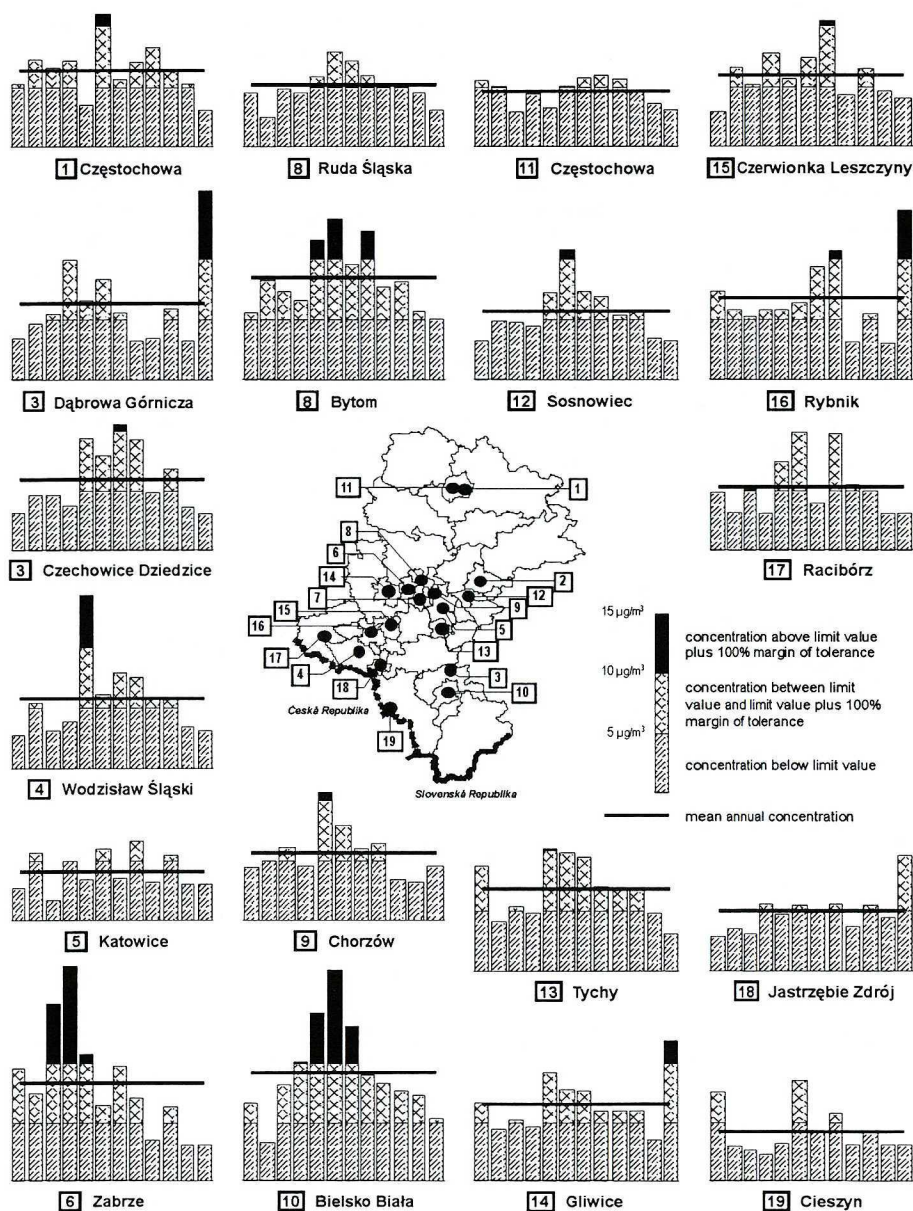 1 Częstochowa
8 Ruda Śląska
11 Częstochowa
15 Czerwionka Leszczyny
3 Dąbrowa Górnicza
8 Bytom
12 Sosnowiec
16 Rybnik
3 Czechowice Dziedzice
17 Racibórz
4 Wodzisław Śląski
11
1
8
6
14
7
15
16
17
4
18
19
2
12
9
5
13
3
10
Ceská Republika
Slovenská Republika
15 µg/m³
10 µg/m³
5 µg/m³
concentration above limit value
plus 100% margin of tolerance
concentration between limit
value and limit value plus 100%
margin of tolerance
concentration below limit value
mean annual concentration
5 Katowice
9 Chorzów
13 Tychy
18 Jastrzębie Zdrój
6 Zabrze
10 Bielsko Biała
14 Gliwice
19 Cieszyn